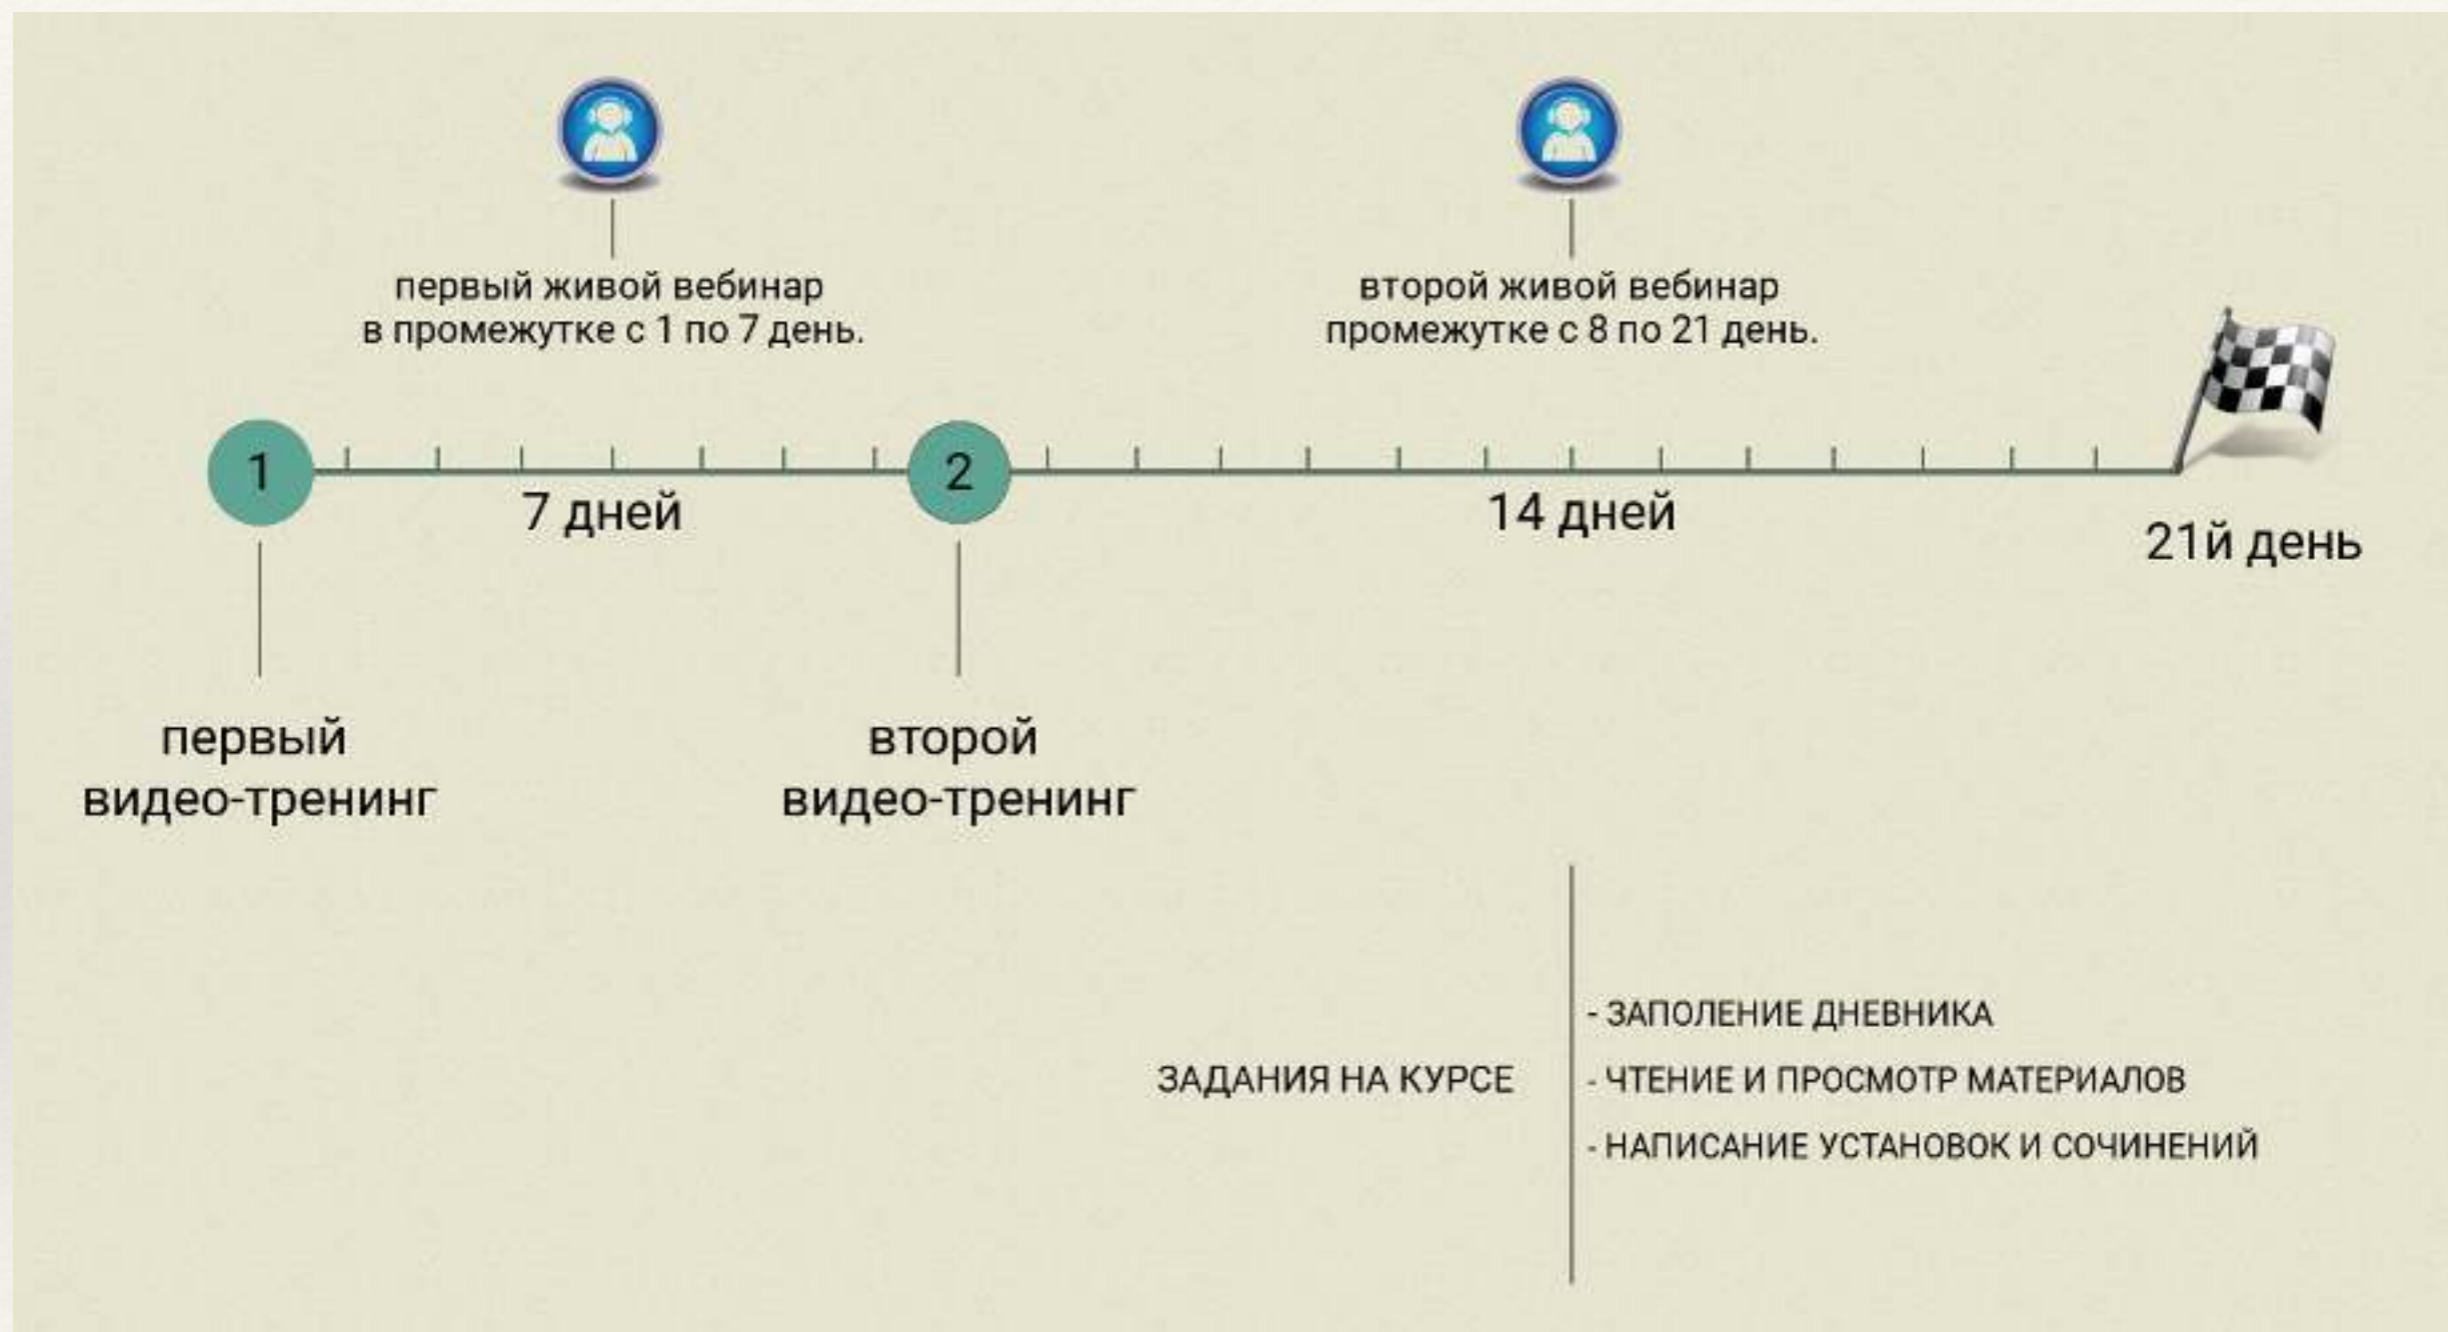 первый живой вебинар
в промежутке с 1 по 7 день.
второй живой вебинар
промежутке с 8 по 21 день.
1
2
7 дней
14 дней
21й день
первый
видео-тренинг
второй
видео-тренинг
ЗАДАНИЯ НА КУРСЕ
- ЗАПОЛЕНИЕ ДНЕВНИКА
- ЧТЕНИЕ И ПРОСМОТР МАТЕРИАЛОВ
- НАПИСАНИЕ УСТАНОВОК И СОЧИНЕНИЙ